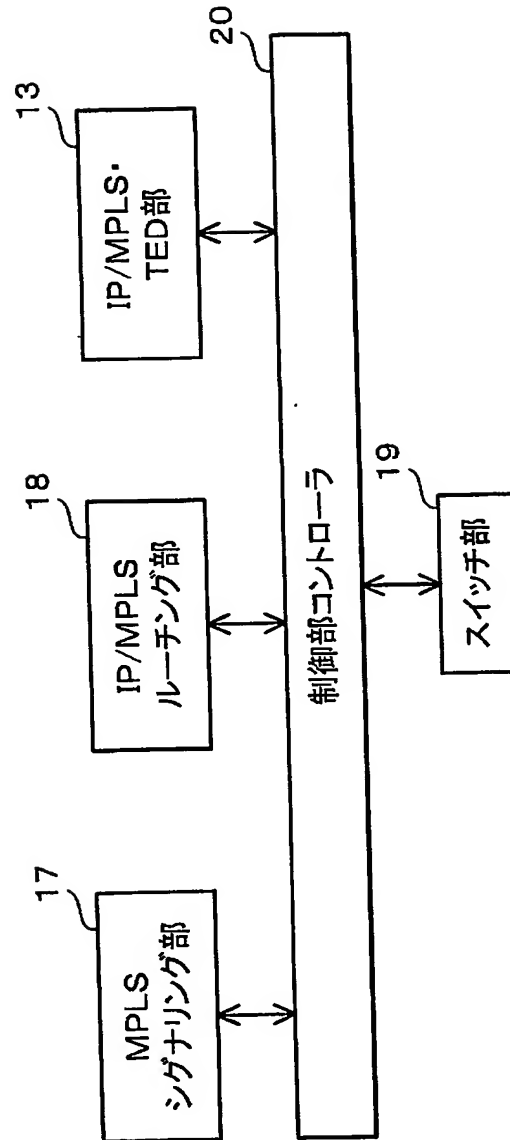 17
MPLS
シグナリング部
18
IP/MPLS
ルーチング部
13
IP/MPLS・
TED部
20
制御部コントローラ
19
スイッチ部